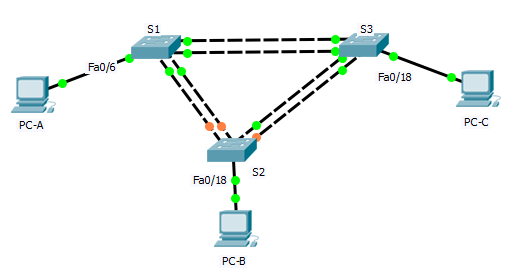 S1
S3
Fa0/6
Fa0/18
PC-A
PC-C
S2
Fa0/18
PC-B